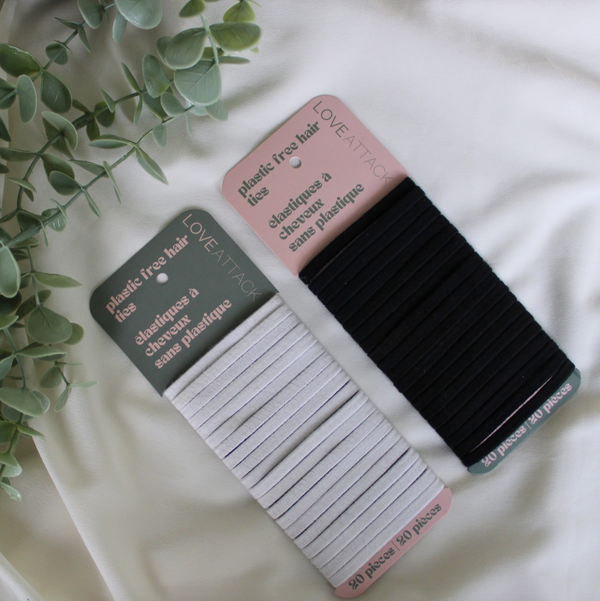 LOVEATTACK
plastic free hair
ties
élastiques à
cheveux
sans plastique
20 pieces | 20 pièces
LOVEATTACK
plastic free hair
ties
élastiques à
cheveux
sans plastique
20 pieces | 20 pièces